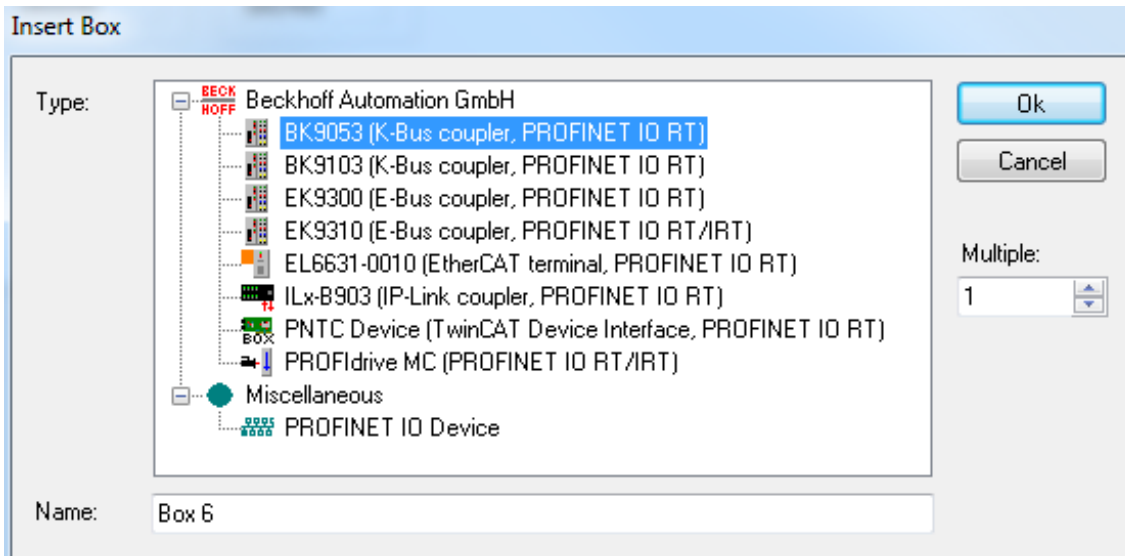 Insert Box
Type:
BECK
HOFF
Beckhoff Automation GmbH
BK9053 (K-Bus coupler, PROFINET IO RT)
BK9103 (K-Bus coupler, PROFINET IO RT)
EK9300 (E-Bus coupler, PROFINET IO RT)
EK9310 (E-Bus coupler, PROFINET IO RT/IRT)
EL6631-0010 (EtherCAT terminal, PROFINET IO RT)
ILx-B903 (IP-Link coupler, PROFINET IO RT)
BOX
PNTC Device (TwinCAT Device Interface, PROFINET IO RT)
PROFIdrive MC (PROFINET IO RT/IRT)
Miscellaneous
PROFINET IO Device
Ok
Cancel
Multiple:
1
Name:
Box 6